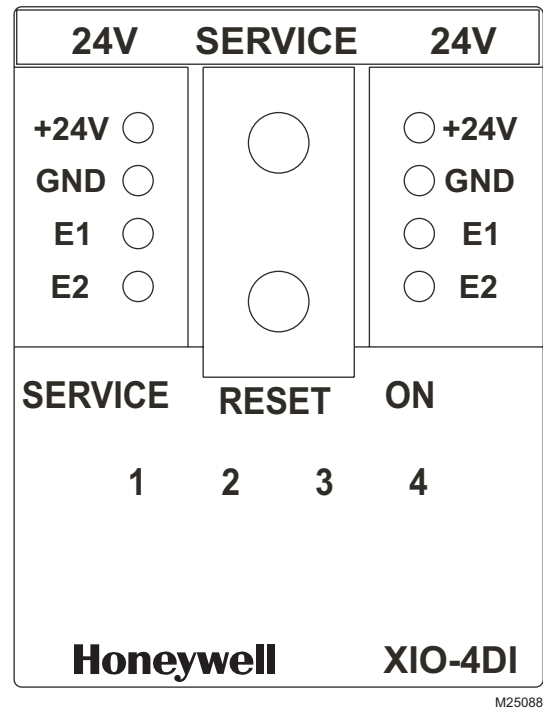 24V SERVICE 24V
+24V +24V
GND GND
E1 E1
E2 E2
SERVICE RESET ON
1 2 3 4
Honeywell XIO-4DI
M25088